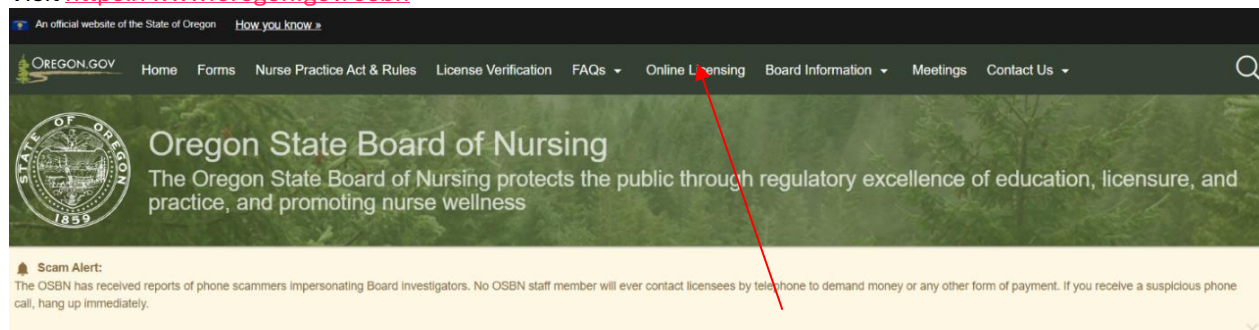 An official website of the State of Oregon How you know »
OREGON.GOV Home Forms Nurse Practice Act & Rules License Verification FAQs Online Licensing Board Information Meetings Contact Us
STATE OF OREGON
1859
Oregon State Board of Nursing
The Oregon State Board of Nursing protects the public through regulatory excellence of education, licensure, and
practice, and promoting nurse wellness
Scam Alert:
The OSBN has received reports of phone scammers impersonating Board investigators. No OSBN staff member will ever contact licensees by telephone to demand money or any other form of payment. If you receive a suspicious phone
call, hang up immediately.